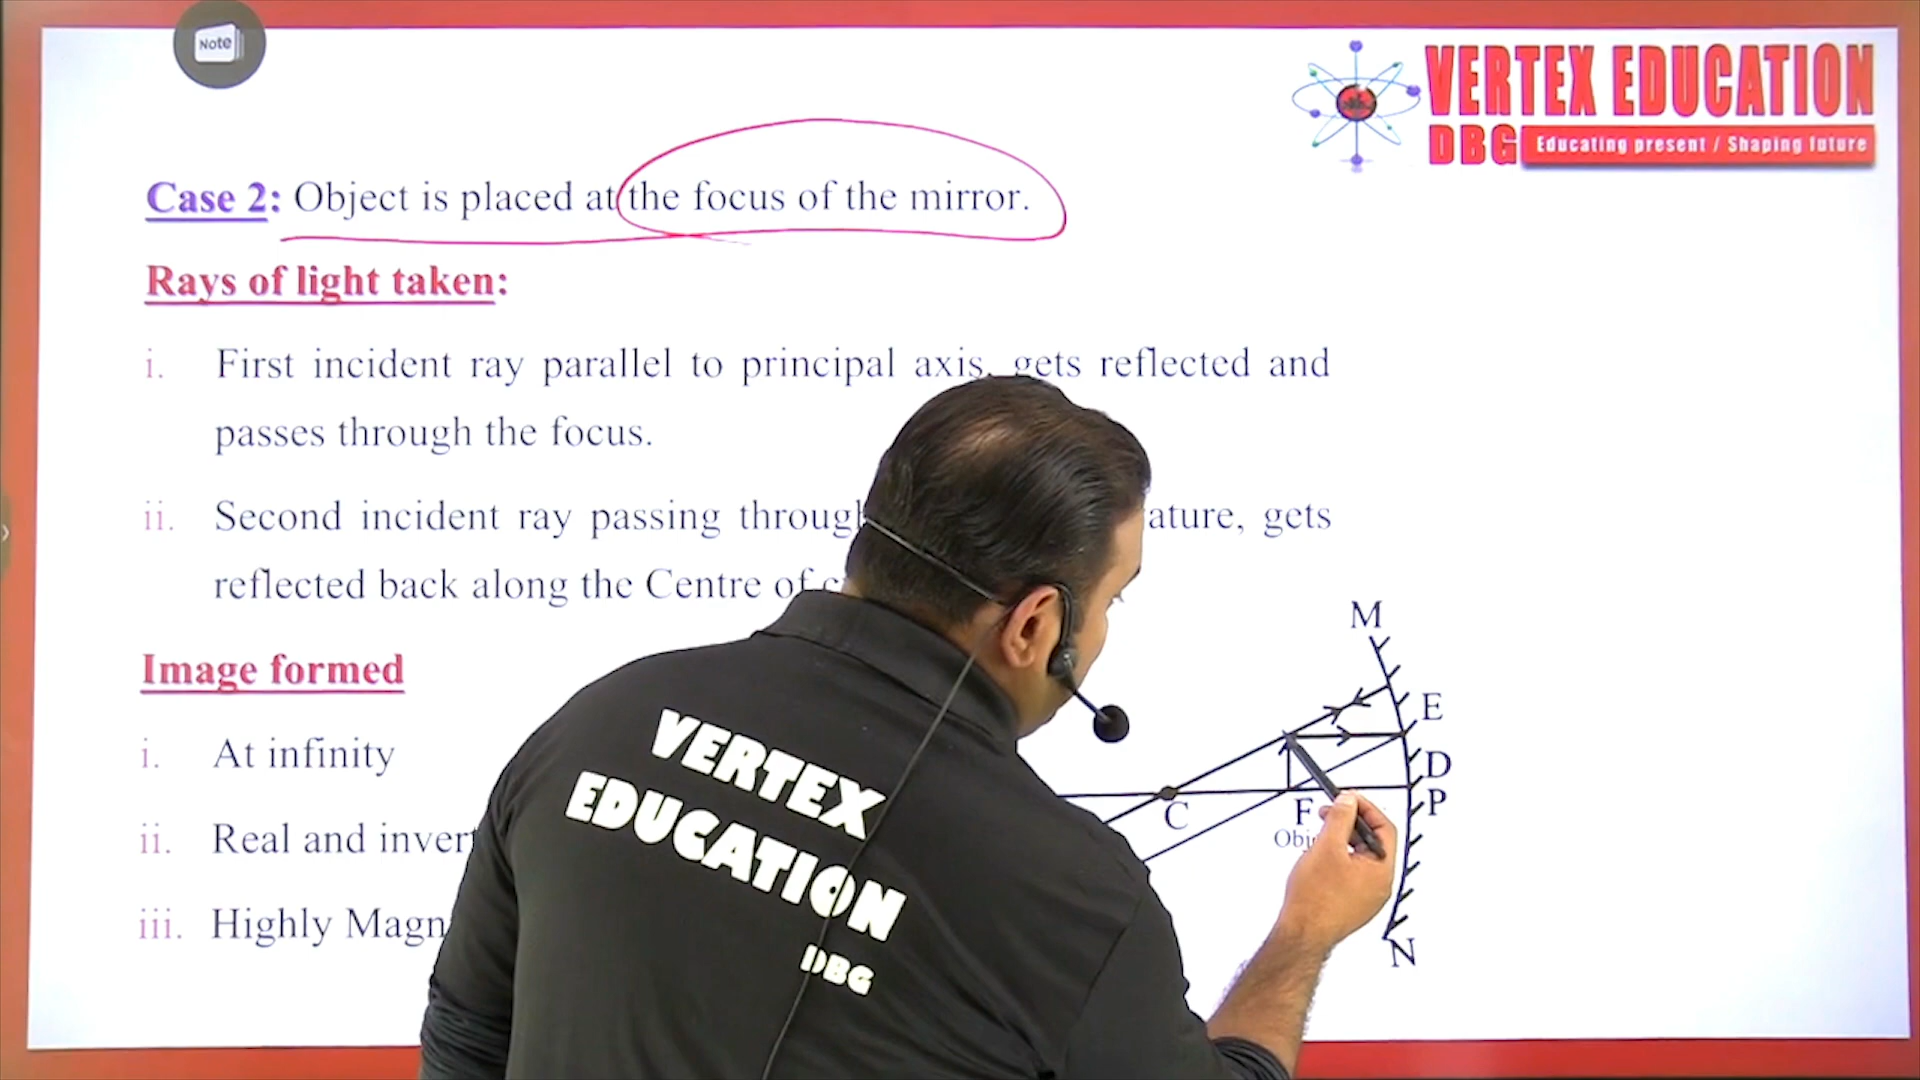 Note
VERTEX EDUCATION
DBG Educating present / Shaping future
Case 2: Object is placed at the focus of the mirror.
Rays of light taken:
i. First incident ray parallel to principal axis, gets reflected and
passes through the focus.
ii. Second incident ray passing through ature, gets
reflected back along the Centre of
Image formed
i. At infinity
ii. Real and invert
iii. Highly Magn
M
E
D
P
C
F
Obj
N
VERTEX
EDUCATION
DBG